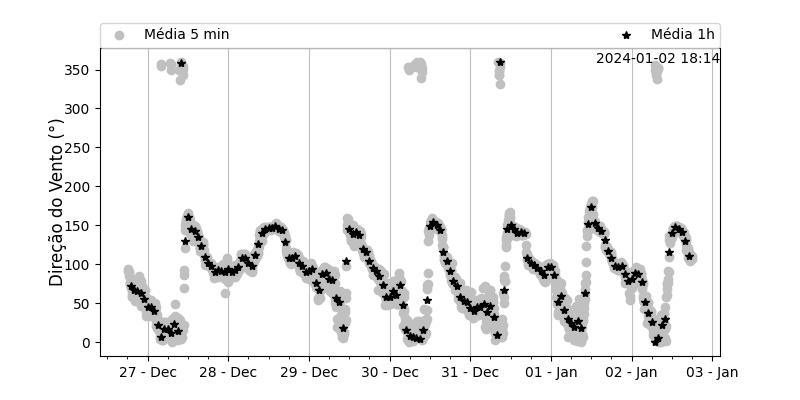 Média 5 min
Média 1h
2024-01-02 18:14
Direção do Vento (°)
350
300
250
200
150
100
50
0
27 - Dec
28 - Dec
29 - Dec
30 - Dec
31 - Dec
01 - Jan
02 - Jan
03 - Jan